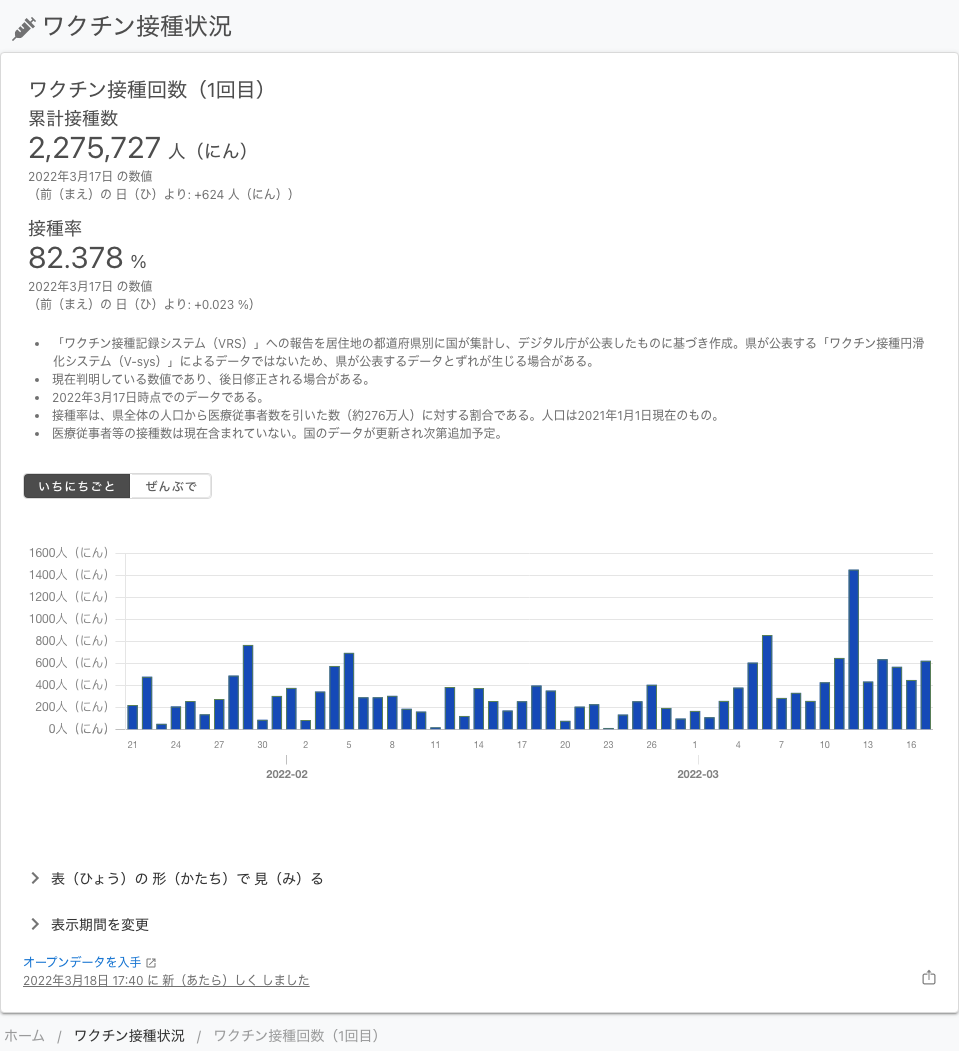 ワクチン接種状況
ワクチン接種回数（1回目）
累計接種数
2,275,727 人（にん）
2022年3月17日 の数値
（前（まえ）の 日（ひ）より: +624 人（にん））
接種率
82.378 %
2022年3月17日 の数値
（前（まえ）の 日（ひ）より: +0.023 %）
• 「ワクチン接種記録システム（VRS）」への報告を居住地の都道府県別に国が集計し、デジタル庁が公表したものに基づき作成。県が公表する「ワクチン接種円滑
化システム（V-sys）」によるデータではないため、県が公表するデータとずれが生じる場合がある。
• 現在判明している数値であり、後日修正される場合がある。
• 2022年3月17日時点でのデータである。
• 接種率は、県全体の人口から医療従事者数を引いた数（約276万人）に対する割合である。人口は2021年1月1日現在のもの。
• 医療従事者等の接種数は現在含まれていない。国のデータが更新され次第追加予定。
いちにちごと ぜんぶで
1600人（にん）
1400人（にん）
1200人（にん）
1000人（にん）
800人（にん）
600人（にん）
400人（にん）
200人（にん）
0人（にん）
21 24 27 30 2 5 8 11 14 17 20 23 26 1 4 7 10 13 16
2022-02 2022-03
表（ひょう）の 形（かたち）で 見（み）る
表示期間を変更
オープンデータを入手
2022年3月18日 17:40 に 新（あたら）しく しました
ホーム / ワクチン接種状況 / ワクチン接種回数（1回目）